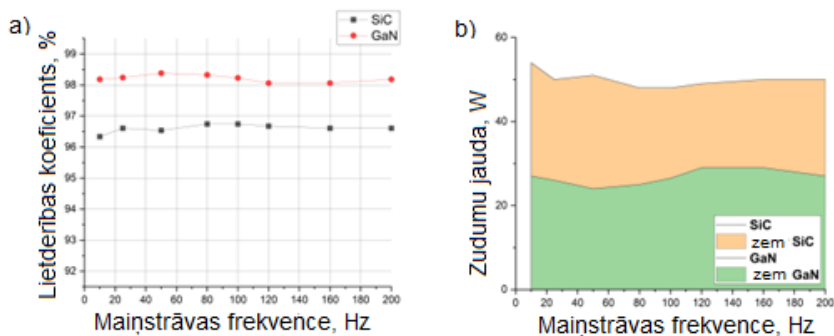 a)
SiC
GaN
Lietderības koeficients, %
99
98
97
96
95
94
93
92
0 20 40 60 80 100 120 140 160 180 200
Maiņstrāvas frekvence, Hz
b)
Zudumu jauda, W
60
40
20
0
SiC
zem SiC
GaN
zem GaN
0 20 40 60 80 100 120 140 160 180 200
Maiņstrāvas frekvence, Hz